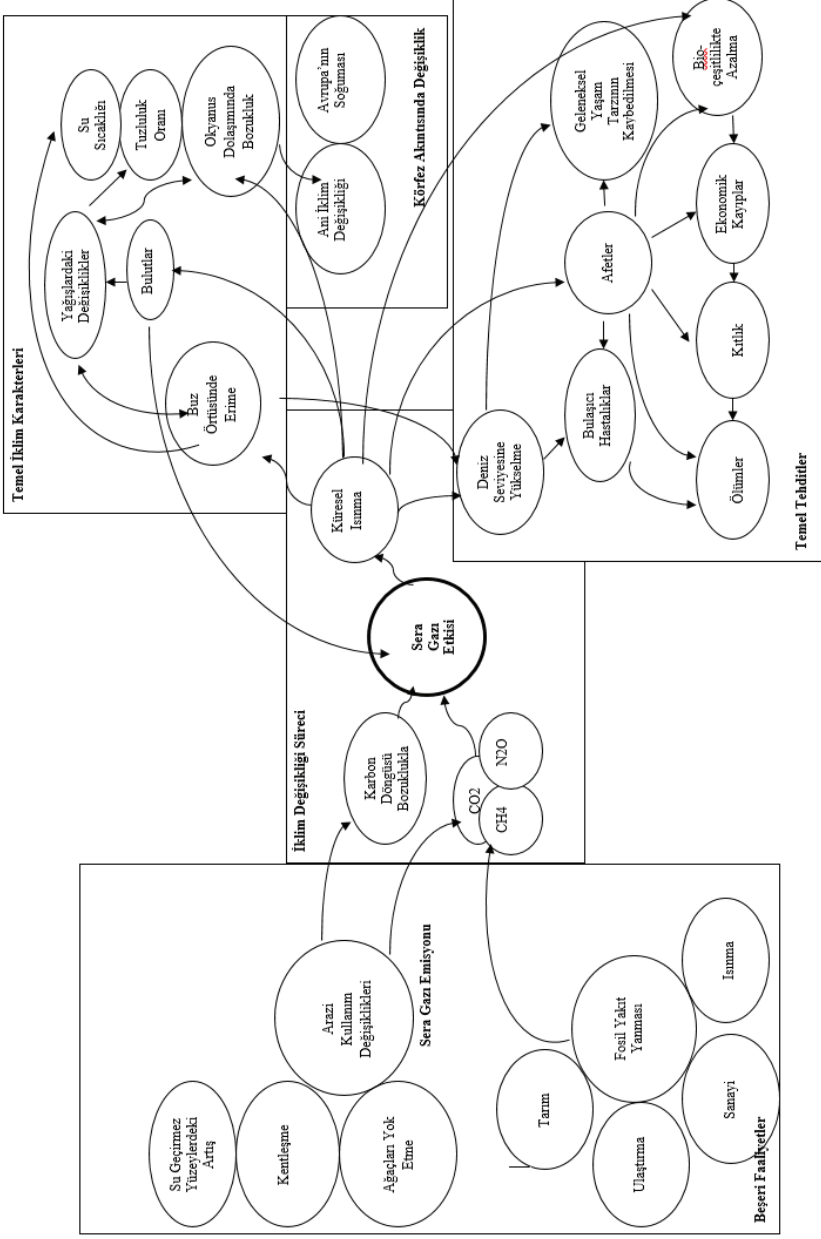 Temel İklim Karakterleri
Su
Sıcaklığı
Tuzluluk
Oranı
Okyanus
Dolaşımında
Bozukluk
Yağışlardaki
Değişiklikler
Bulutlar
Buz
Örtüsünde
Erime
Avrupa’nın
Soğuması
Ani İklim
Değişikliği
Körfez Akıntısında Değişiklik
Bio-
çeşitlilikte
Azalma
Geleneksel
Yaşam
Tarzının
Kaybedilmesi
Ekonomik
Kayıplar
Afetler
Kıtlık
Bulaşıcı
Hastalıklar
Ölümler
Deniz
Seviyesine
Yükselme
Temel Tehditler
Küresel
Isınma
Sera
Gazı
Etkisi
İklim Değişikliği Süreci
Karbon
Döngüsü
Bozuklukla
CO2
N2O
CH4
Arazi
Kullanım
Değişiklikleri
Sera Gazı Emisyonu
Su Geçirmez
Yüzeylerdeki
Artış
Kentleşme
Ağaçları Yok
Etme
Tarım
Fosil Yakıt
Yanması
Isınma
Ulaştırma
Sanayi
Beşeri Faaliyetler